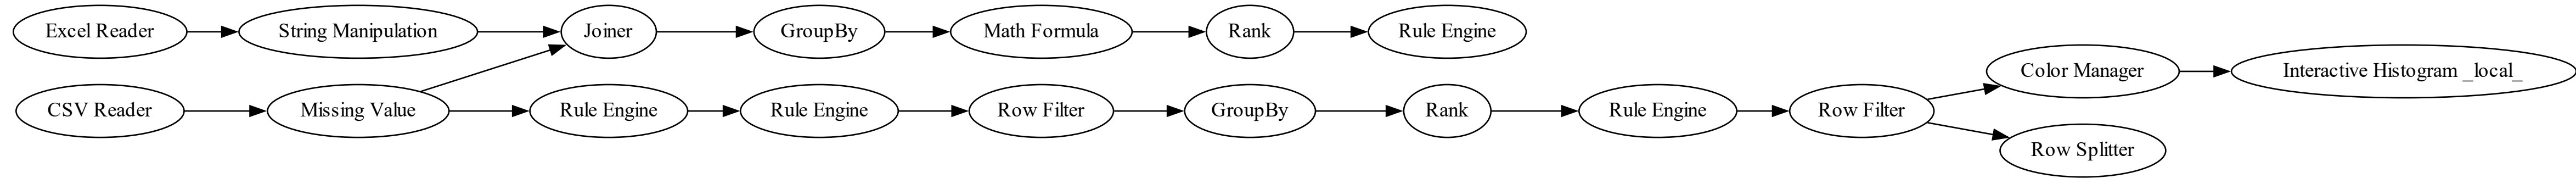 Excel Reader
String Manipulation
Joiner
GroupBy
Math Formula
Rank
Rule Engine
Color Manager
Interactive Histogram _local_
CSV Reader
Missing Value
Rule Engine
Rule Engine
Row Filter
GroupBy
Rank
Rule Engine
Row Filter
Row Splitter